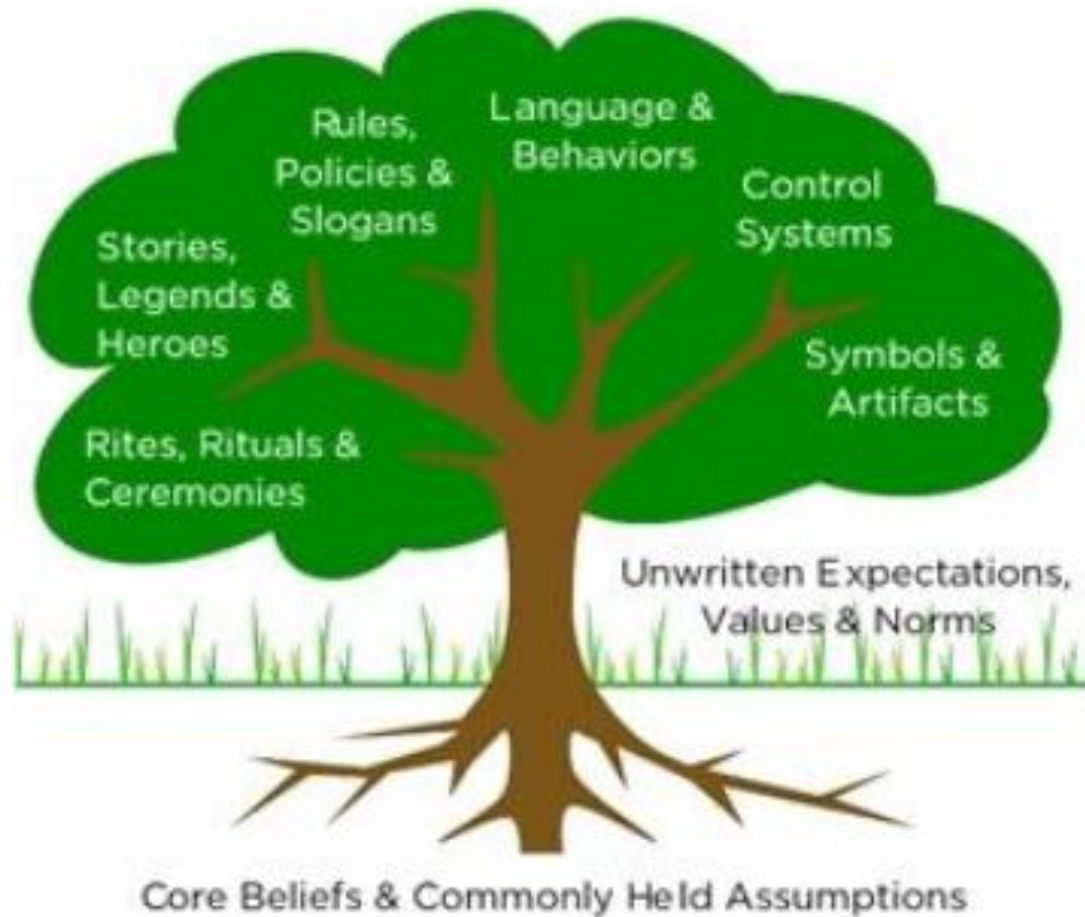 Rules,
Policies &
Slogans
Language &
Behaviors
Control
Systems
Stories,
Legends &
Heroes
Symbols &
Artifacts
Rites, Rituals &
Ceremonies
Unwritten Expectations,
Values & Norms
Core Beliefs & Commonly Held Assumptions